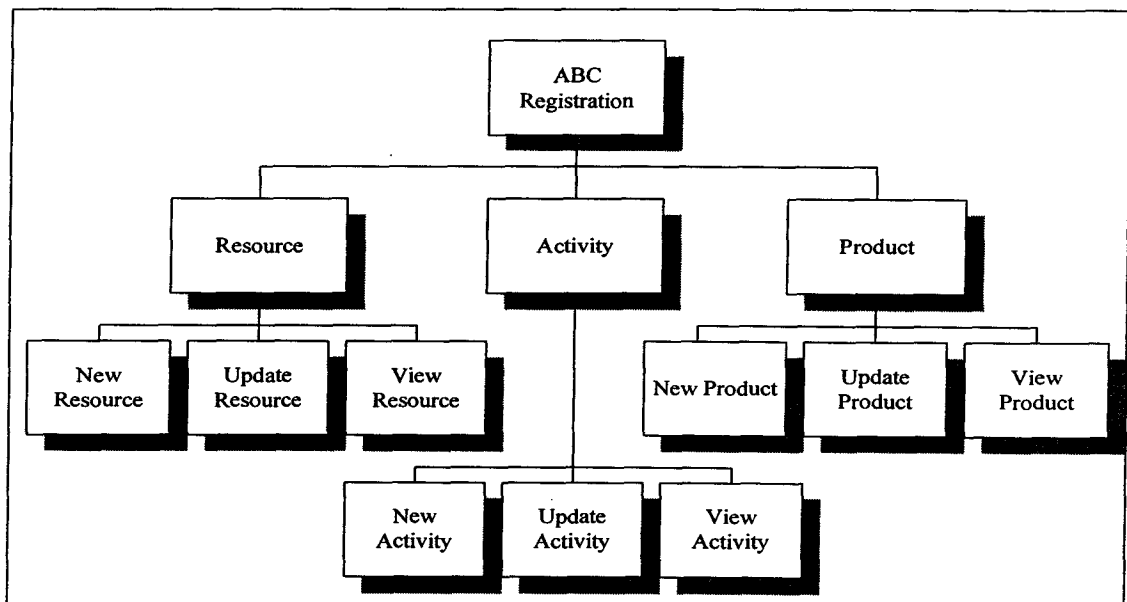 ABC
Registration
Resource
Activity
Product
New
Resource
Update
Resource
View
Resource
New Product
Update
Product
View
Product
New
Activity
Update
Activity
View
Activity